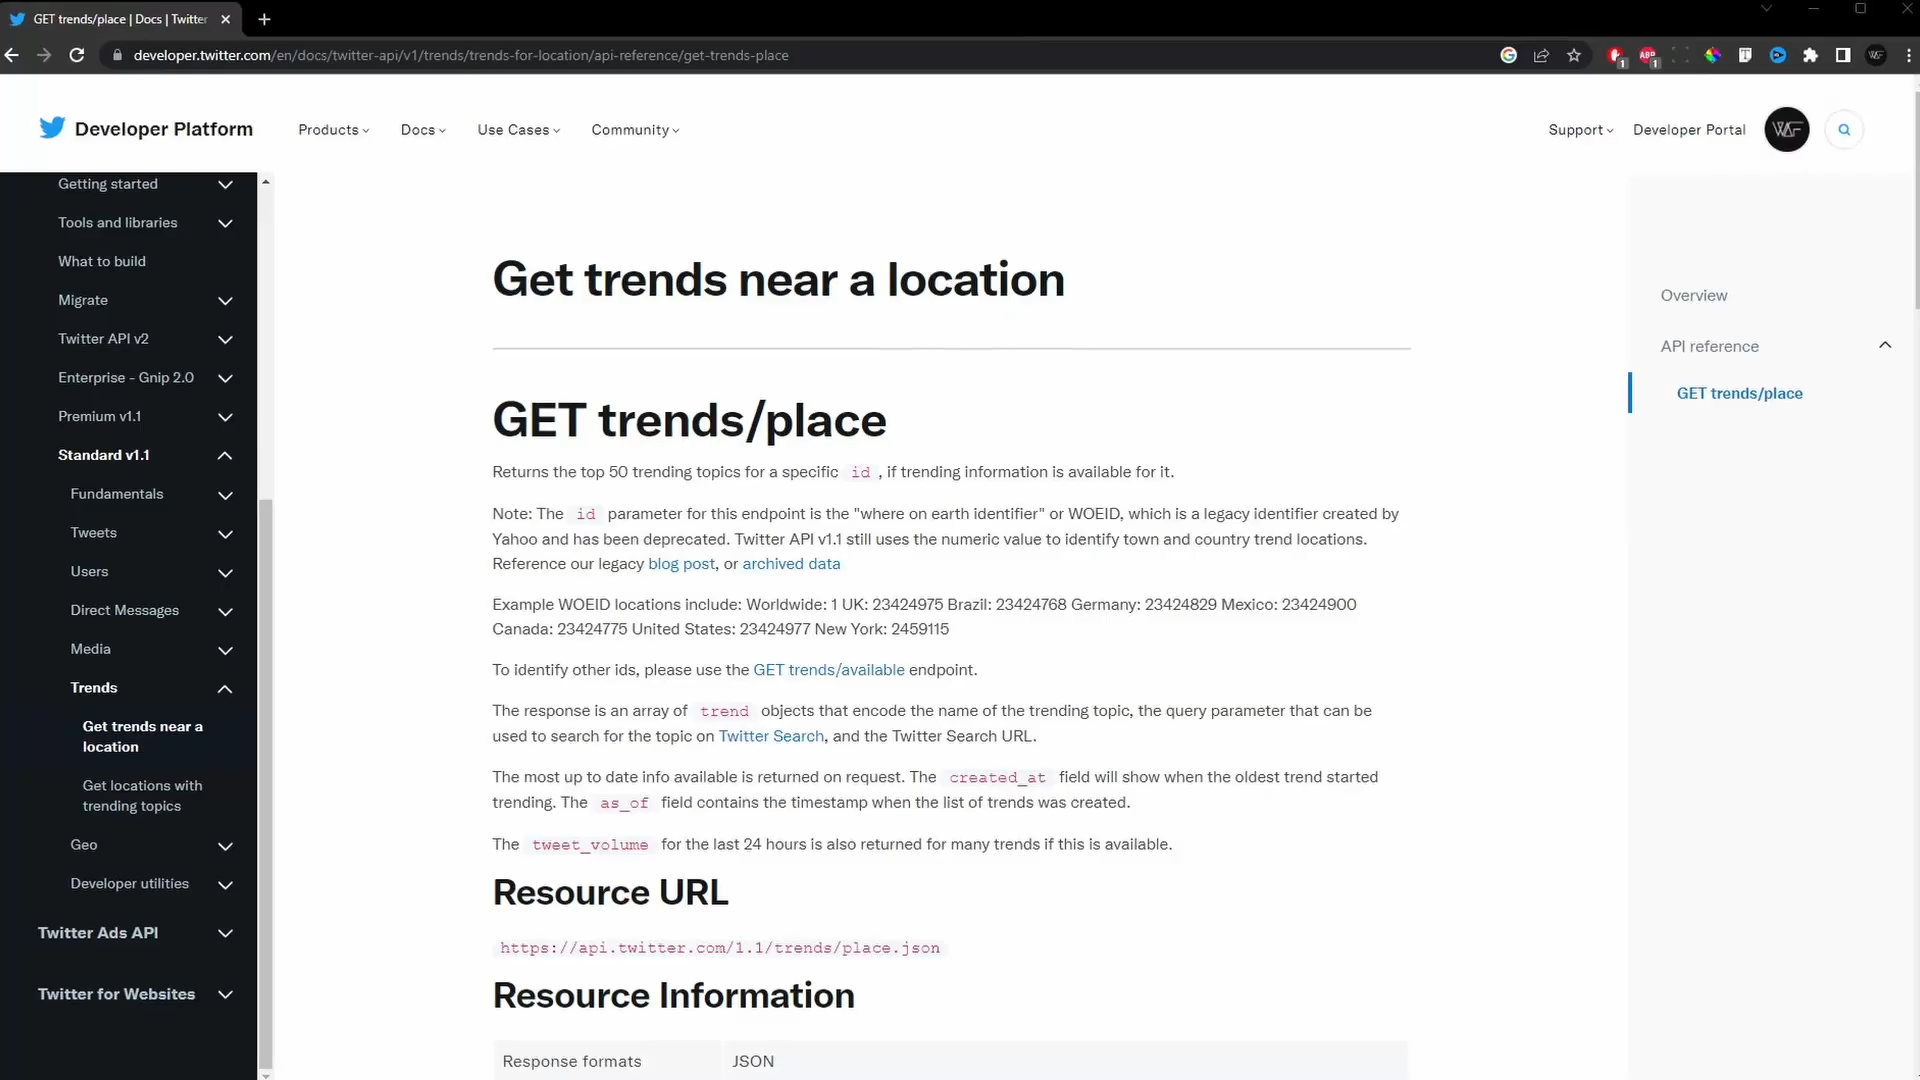 GET trends/place | Docs | Twitter
developer.twitter.com/en/docs/twitter-api/v1/trends/trends-for-location/api-reference/get-trends-place
1
ABP
1
Developer Platform
Products
Docs
Use Cases
Community
Support
Developer Portal
Getting started
Tools and libraries
What to build
Migrate
Twitter API v2
Enterprise - Gnip 2.0
Premium v1.1
Standard v1.1
Fundamentals
Tweets
Users
Direct Messages
Media
Trends
Get trends near a
location
Get locations with
trending topics
Geo
Developer utilities
Twitter Ads API
Twitter for Websites
Get trends near a location
GET trends/place
Returns the top 50 trending topics for a specific id , if trending information is available for it.
Note: The id parameter for this endpoint is the "where on earth identifier" or WOEID, which is a legacy identifier created by
Yahoo and has been deprecated. Twitter API v1.1 still uses the numeric value to identify town and country trend locations.
Reference our legacy blog post, or archived data
Example WOEID locations include: Worldwide: 1 UK: 23424975 Brazil: 23424768 Germany: 23424829 Mexico: 23424900
Canada: 23424775 United States: 23424977 New York: 2459115
To identify other ids, please use the GET trends/available endpoint.
The response is an array of trend objects that encode the name of the trending topic, the query parameter that can be
used to search for the topic on Twitter Search, and the Twitter Search URL.
The most up to date info available is returned on request. The created_at field will show when the oldest trend started
trending. The as_of field contains the timestamp when the list of trends was created.
The tweet_volume for the last 24 hours is also returned for many trends if this is available.
Resource URL
https://api.twitter.com/1.1/trends/place.json
Resource Information
Response formats JSON
Overview
API reference
GET trends/place